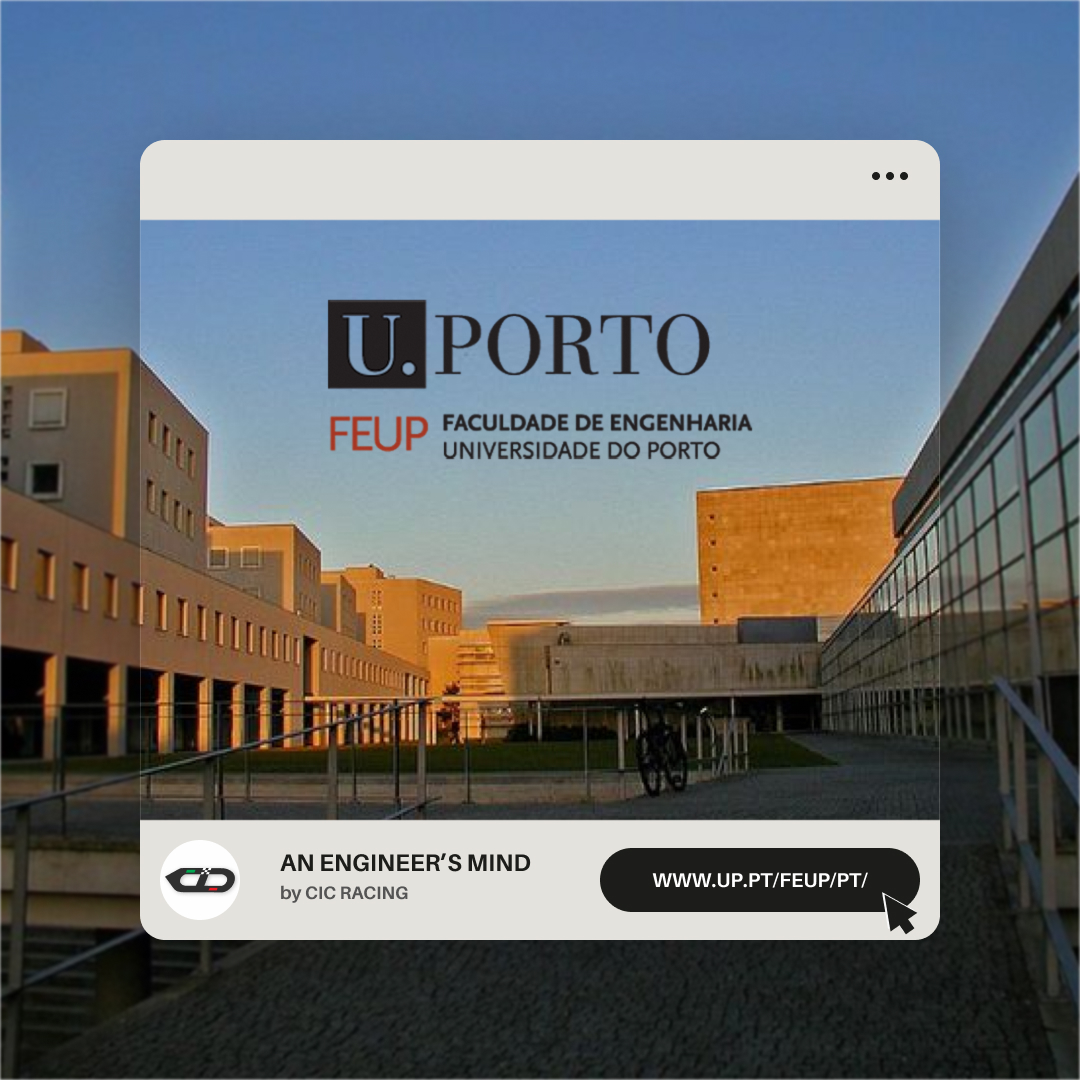 U.PORTO
FEUP FACULDADE DE ENGENHARIA
UNIVERSIDADE DO PORTO
AN ENGINEER’S MIND
by CIC RACING
WWW.UP.PT/FEUP/PT/